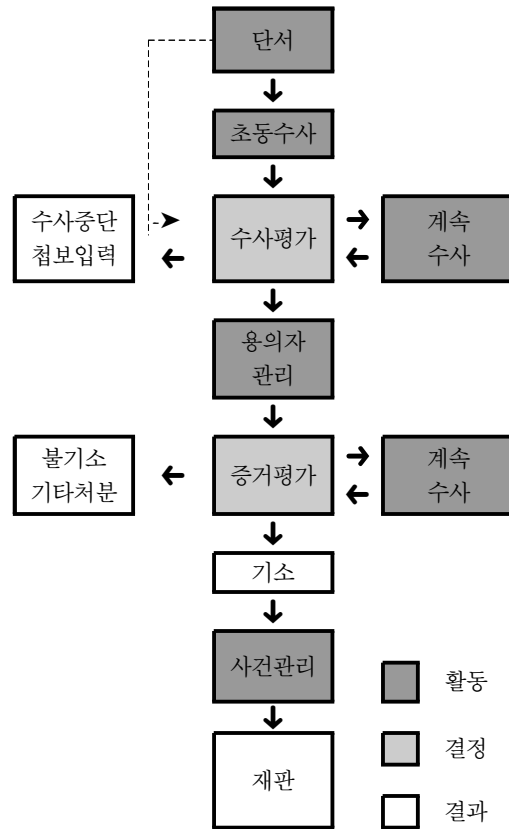 단서
초동수사
수사중단
첩보입력
수사평가
계속
수사
용의자
관리
불기소
기타처분
증거평가
계속
수사
기소
사건관리
재판
활동
결정
결과